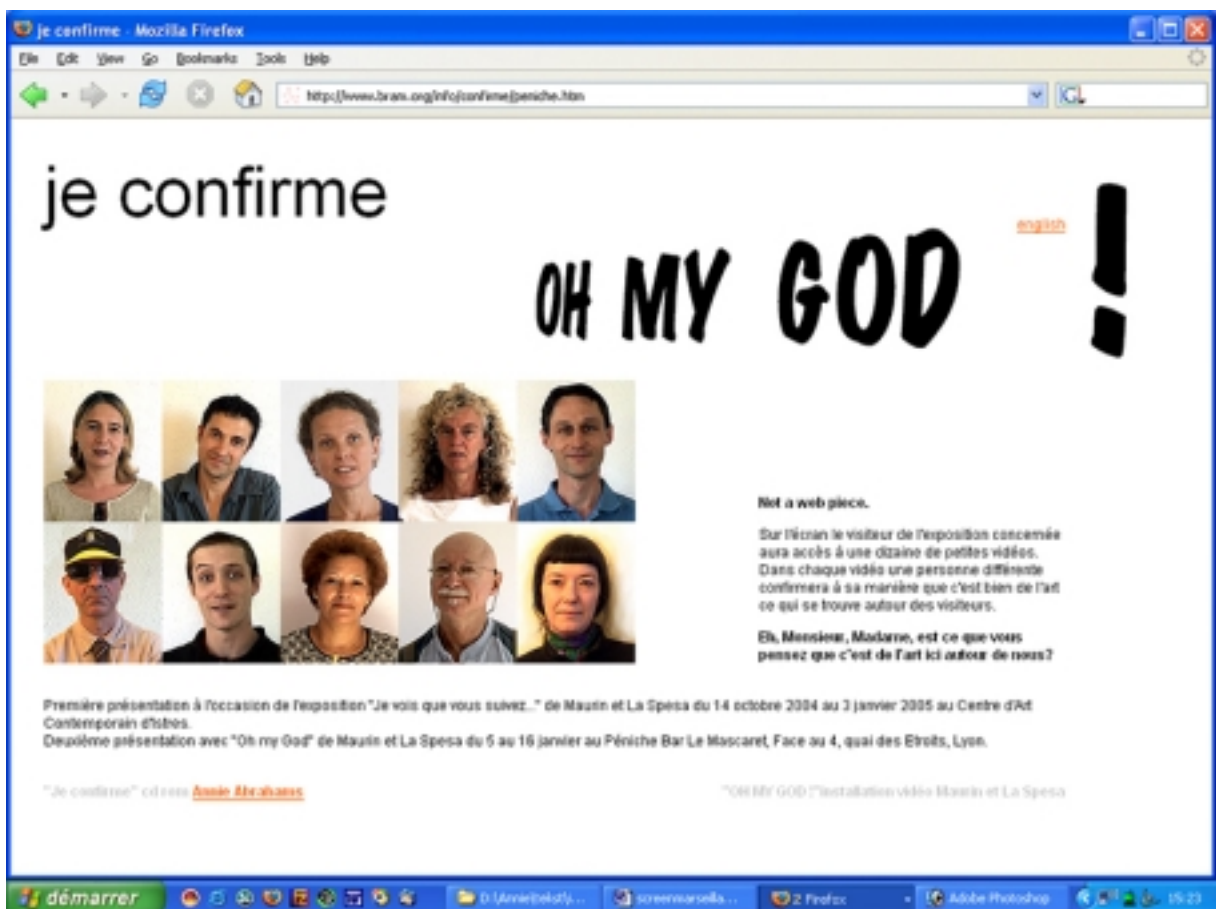 je confirme - Mozilla Firefox
File Edit View Go Bookmarks Tools Help
http://www.bram.org/info/confirme/peniche.htm
je confirme
english
OH MY GOD !
Not a web piece.
Sur l'écran le visiteur de l'exposition concernée
aura accès à une dizaine de petites vidéos.
Dans chaque vidéo une personne différente
confirmera à sa manière que c'est bien de l'art
ce qui se trouve autour des visiteurs.
Eh, Monsieur, Madame, est ce que vous
pensez que c'est de l'art ici autour de nous?
Première présentation à l'occasion de l'exposition "Je vois que vous suivez..." de Maurin et La Spesa du 14 octobre 2004 au 3 janvier 2005 au Centre d'Art
Contemporain d'Istres.
Deuxième présentation avec "Oh my God" de Maurin et La Spesa du 5 au 16 janvier au Péniche Bar Le Mascaret, Face au 4, quai des Etroits, Lyon.
"Je confirme" cd rom Annie Abrahams
"OH MY GOD !" installation vidéo Maurin et La Spesa
démarrer
screenmarseille...
2 Firefox
Adobe Photoshop
15:23